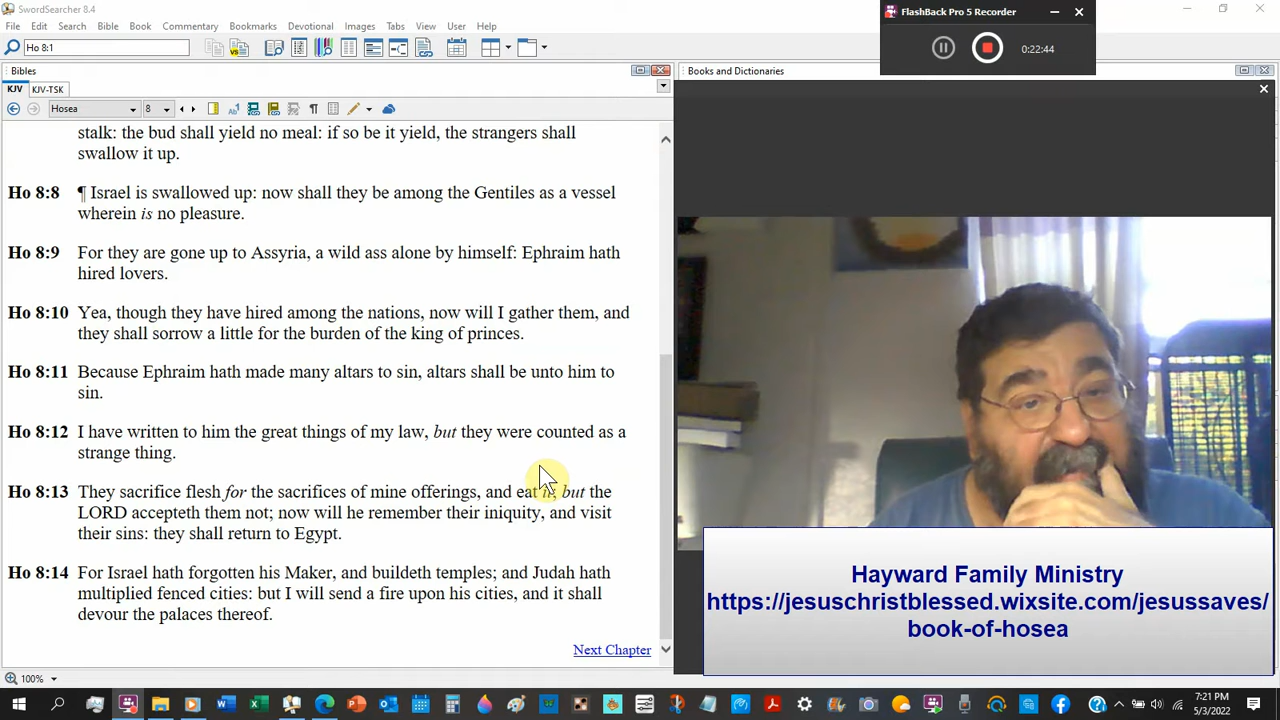 SwordSearcher 8.4
File Edit Search Bible Book Commentary Bookmarks Devotional Images Tabs View User Help
Ho 8:1
FlashBack Pro 5 Recorder
0:22:44
Bibles
Books and Dictionaries
KJV KJV-TSK
Hosea 8
stalk: the bud shall yield no meal: if so be it yield, the strangers shall
swallow it up.
Ho 8:8 ¶ Israel is swallowed up: now shall they be among the Gentiles as a vessel
wherein is no pleasure.
Ho 8:9 For they are gone up to Assyria, a wild ass alone by himself: Ephraim hath
hired lovers.
Ho 8:10 Yea, though they have hired among the nations, now will I gather them, and
they shall sorrow a little for the burden of the king of princes.
Ho 8:11 Because Ephraim hath made many altars to sin, altars shall be unto him to
sin.
Ho 8:12 I have written to him the great things of my law, but they were counted as a
strange thing.
Ho 8:13 They sacrifice flesh for the sacrifices of mine offerings, and eat but the
LORD accepteth them not; now will he remember their iniquity, and visit
their sins: they shall return to Egypt.
Ho 8:14 For Israel hath forgotten his Maker, and buildeth temples; and Judah hath
multiplied fenced cities: but I will send a fire upon his cities, and it shall
devour the palaces thereof.
Next Chapter
100%
Hayward Family Ministry
https://jesuschristblessed.wixsite.com/jesussaves/
book-of-hosea
7:21 PM
5/3/2022